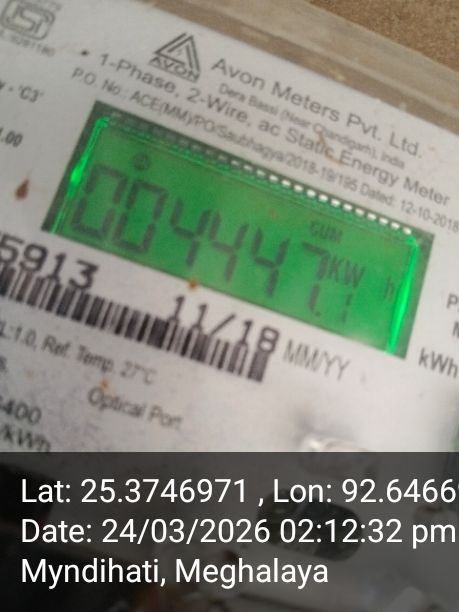 AVON
Avon Meters Pvt. Ltd.
Dera Bassi (Near Chandigarh), India
1-Phase, 2-Wire, ac Static Energy Meter
P.O. No.: ACE(MM)PO/Saubhagya/2018-19/195 Dated: 12-10-2018
CUM
004447.1 KW h
5913
11/18 MM/YY
kWh
Ref. Temp. 27°C
Optical Port
6400
/kWh
Lat: 25.3746971 , Lon: 92.6466
Date: 24/03/2026 02:12:32 pm
Myndihati, Meghalaya